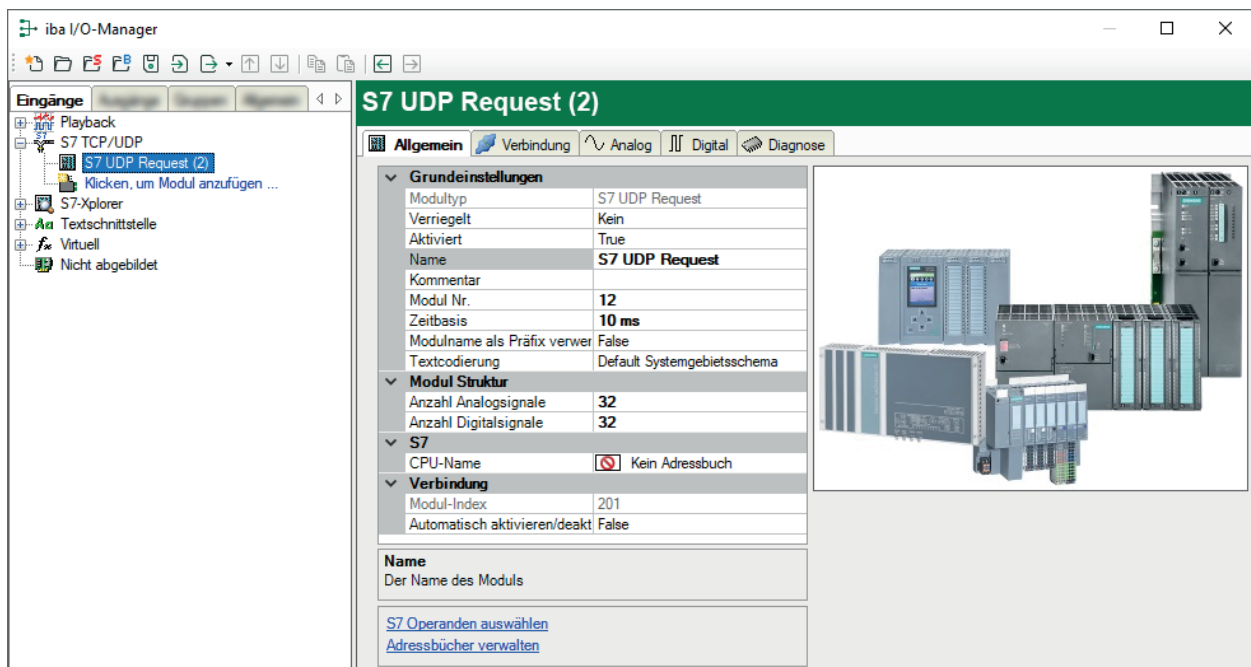 iba I/O-Manager
Eingänge
Playback
S7 TCP/UDP
S7 UDP Request (2)
Klicken, um Modul anzufügen ...
S7-Xplorer
Textschnittstelle
Virtuell
Nicht abgebildet
S7 UDP Request (2)
Allgemein Verbindung Analog Digital Diagnose
Grundeinstellungen
Modultyp S7 UDP Request
Verriegelt Kein
Aktiviert True
Name S7 UDP Request
Kommentar
Modul Nr. 12
Zeitbasis 10 ms
Modulname als Präfix verwer False
Textcodierung Default Systemgebietsschema
Modul Struktur
Anzahl Analogsignale 32
Anzahl Digitalsignale 32
S7
CPU-Name Kein Adressbuch
Verbindung
Modul-Index 201
Automatisch aktivieren/deakt False
Name
Der Name des Moduls
S7 Operanden auswählen
Adressbücher verwalten